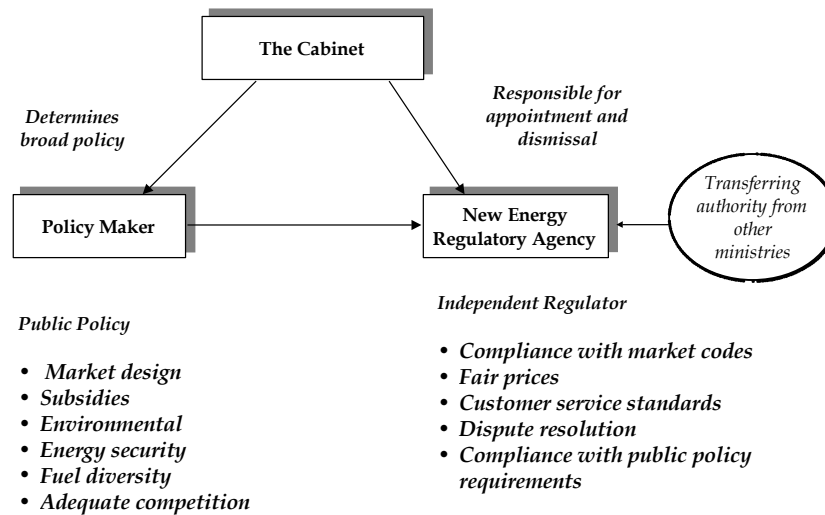 The Cabinet
Determines
broad policy
Responsible for
appointment and
dismissal
Policy Maker
New Energy
Regulatory Agency
Transferring
authority from
other
ministries
Public Policy
• Market design
• Subsidies
• Environmental
• Energy security
• Fuel diversity
• Adequate competition
Independent Regulator
• Compliance with market codes
• Fair prices
• Customer service standards
• Dispute resolution
• Compliance with public policy
requirements